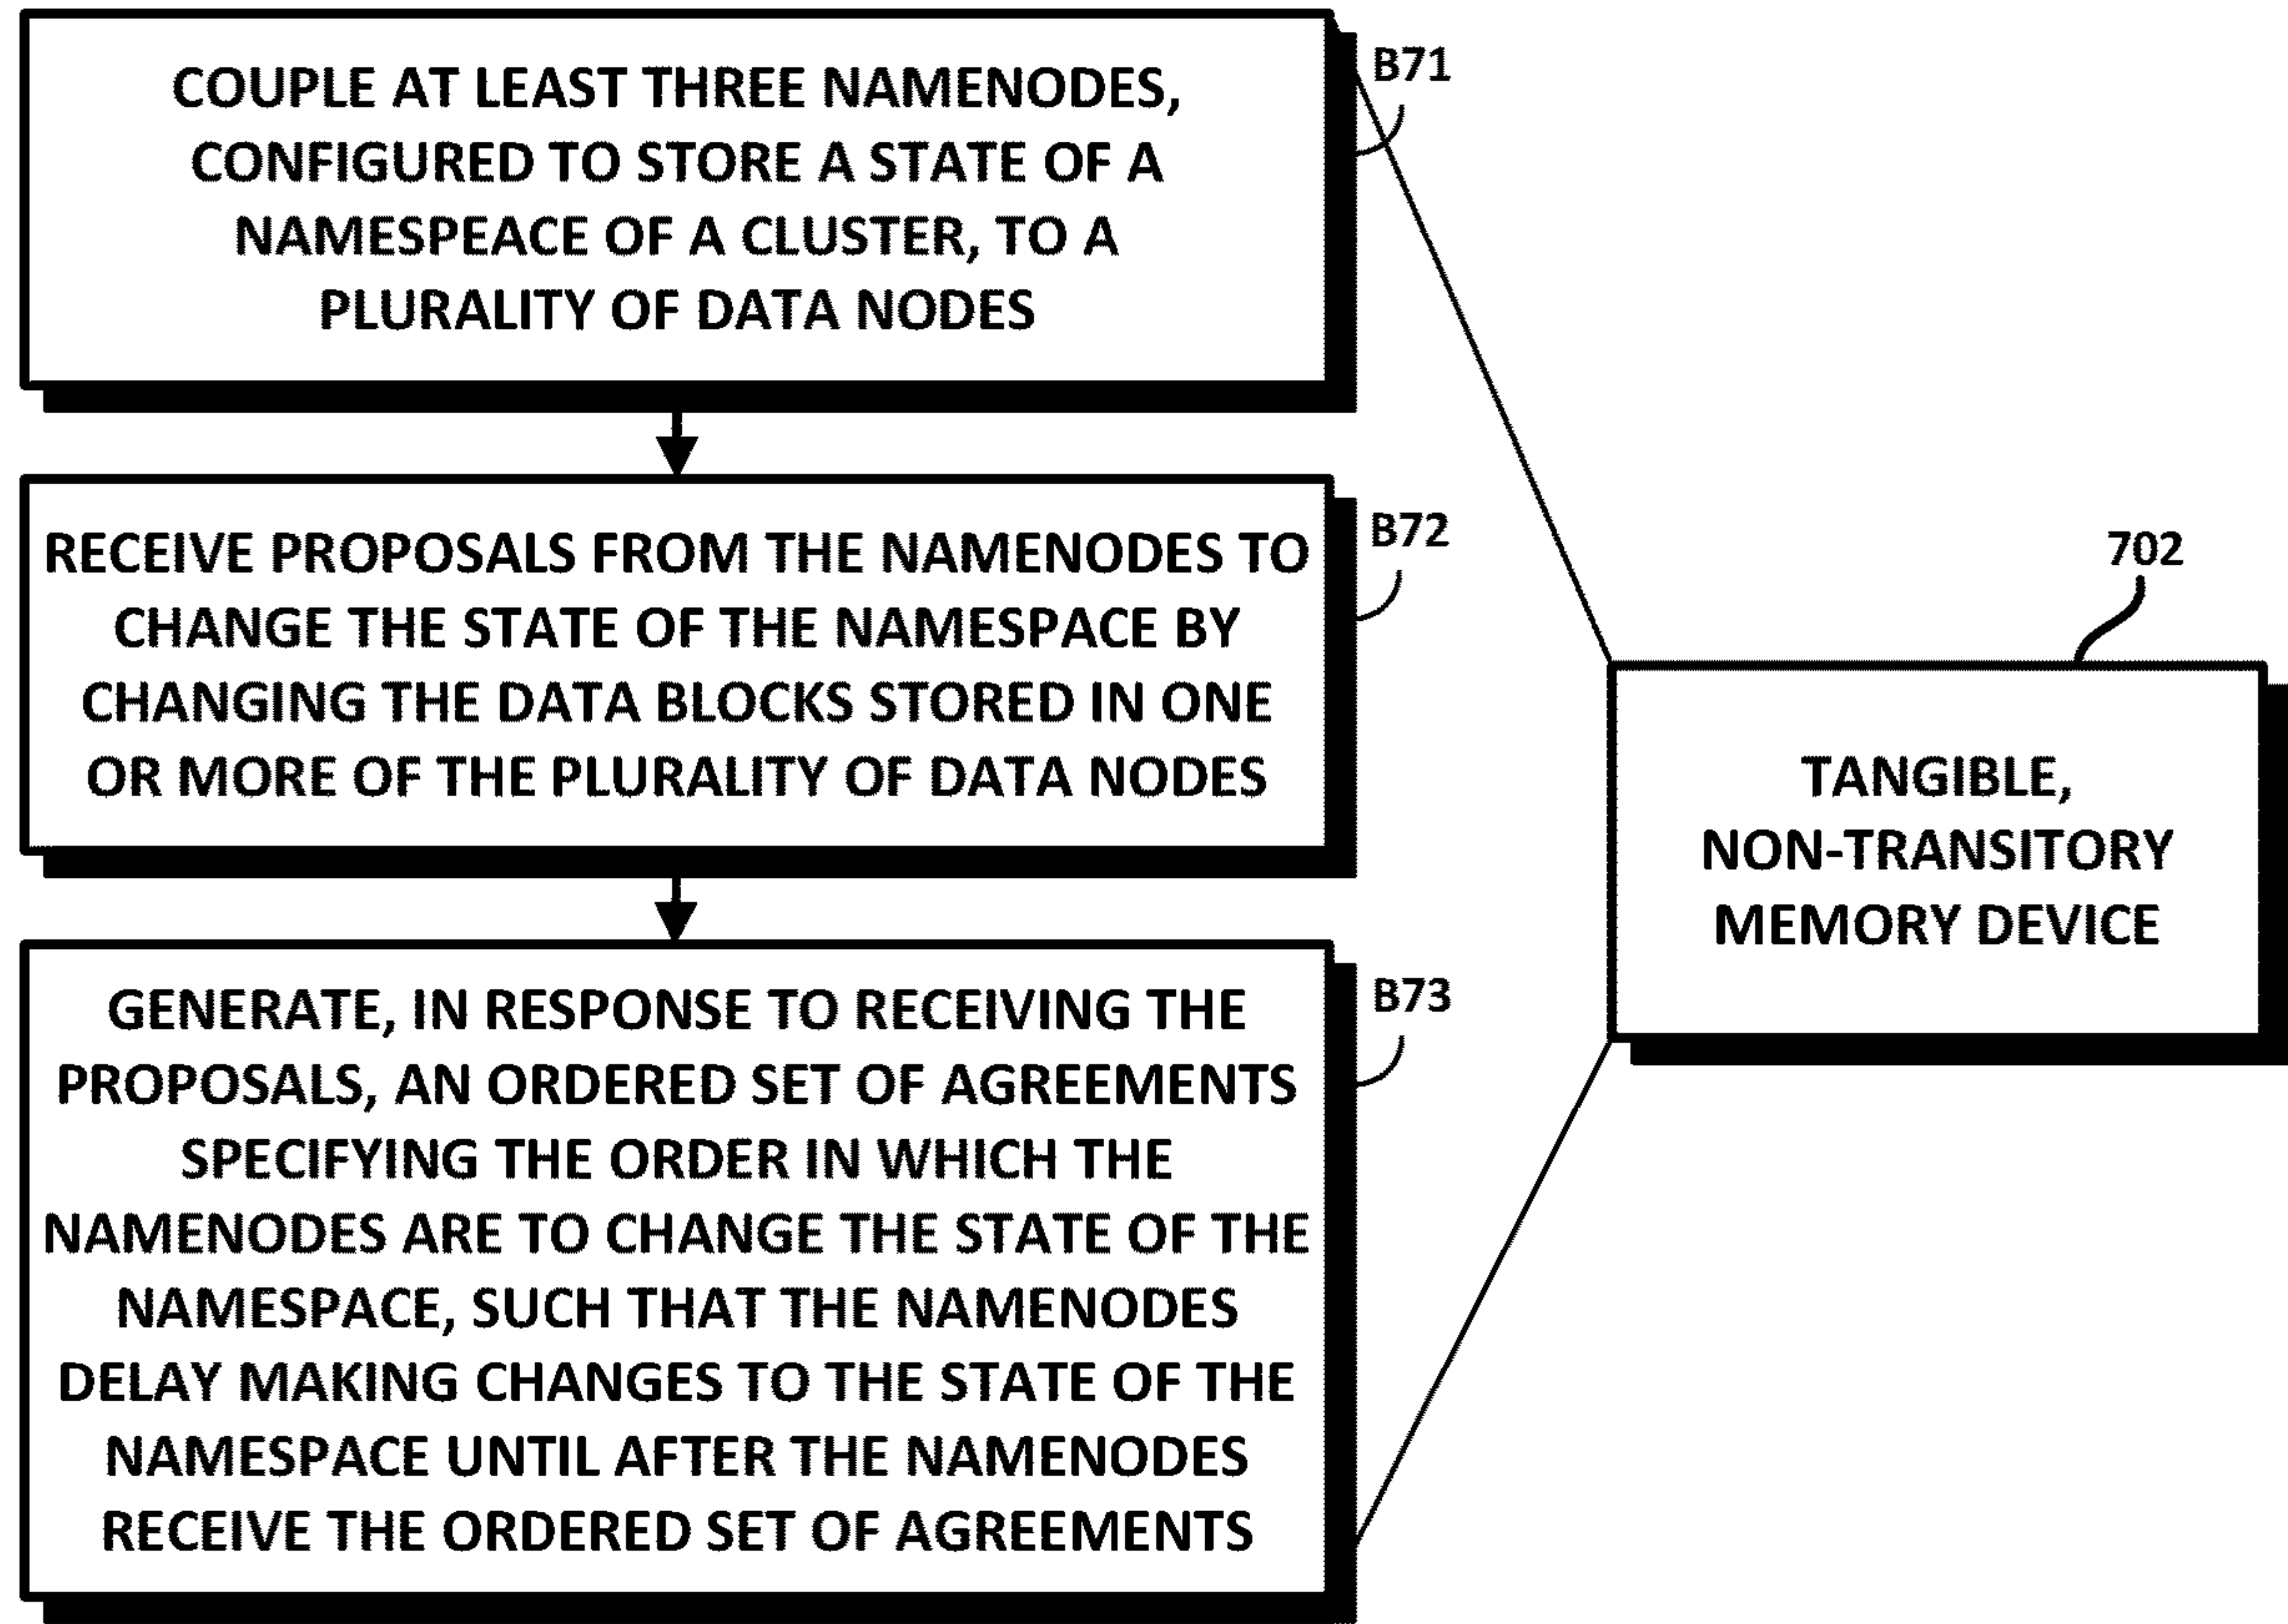 COUPLE AT LEAST THREE NAMENODES,
CONFIGURED TO STORE A STATE OF A
NAMESPEACE OF A CLUSTER, TO A
PLURALITY OF DATA NODES
B71
RECEIVE PROPOSALS FROM THE NAMENODES TO
CHANGE THE STATE OF THE NAMESPACE BY
CHANGING THE DATA BLOCKS STORED IN ONE
OR MORE OF THE PLURALITY OF DATA NODES
B72
GENERATE, IN RESPONSE TO RECEIVING THE
PROPOSALS, AN ORDERED SET OF AGREEMENTS
SPECIFYING THE ORDER IN WHICH THE
NAMENODES ARE TO CHANGE THE STATE OF THE
NAMESPACE, SUCH THAT THE NAMENODES
DELAY MAKING CHANGES TO THE STATE OF THE
NAMESPACE UNTIL AFTER THE NAMENODES
RECEIVE THE ORDERED SET OF AGREEMENTS
B73
702
TANGIBLE,
NON-TRANSITORY
MEMORY DEVICE